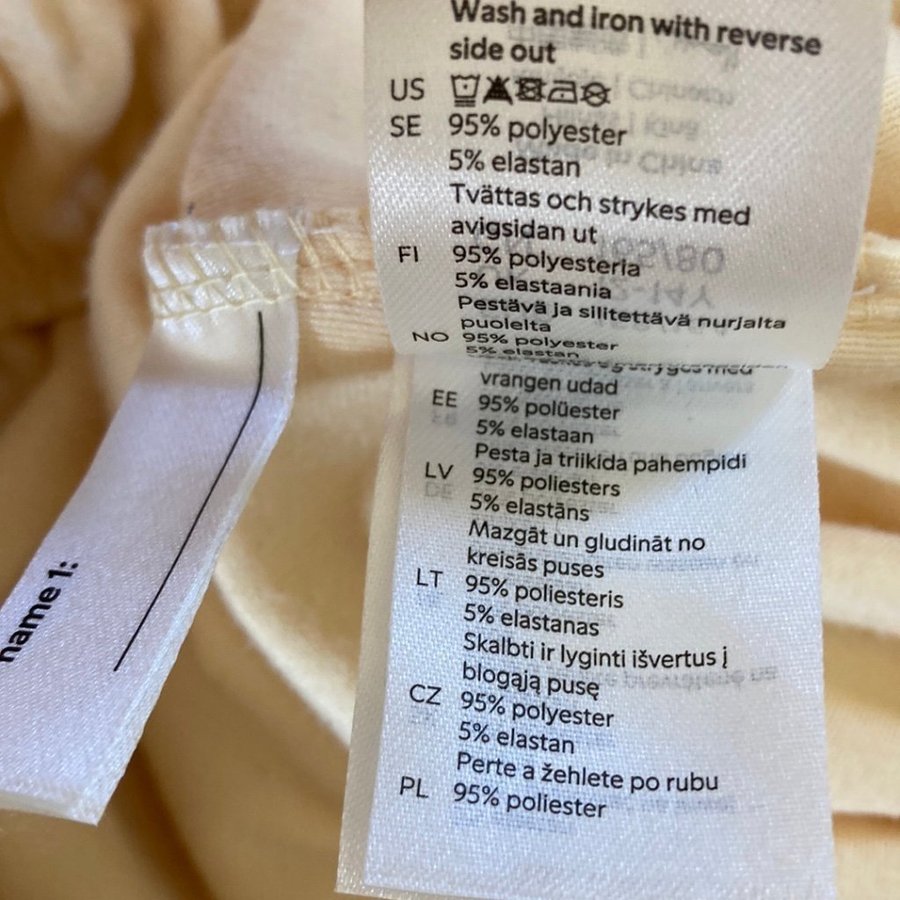 Wash and iron with reverse
side out
US
SE 95% polyester
5% elastan
Tvättas och strykes med
avigsidan ut
FI 95% polyesteria
5% elastaania
Pestävä ja silitettävä nurjalta
puolelta
NO 95% polyester
5% elastan
vrangen udad
EE 95% polüester
5% elastaan
Pesta ja triikida pahempidi
LV 95% poliesters
5% elastāns
Mazgāt un gludināt no
kreisās puses
LT 95% poliesteris
5% elastanas
Skalbti ir lyginti išvertus į
blogąją pusę
CZ 95% polyester
5% elastan
Perte a žehlete po rubu
PL 95% poliester
name 1: